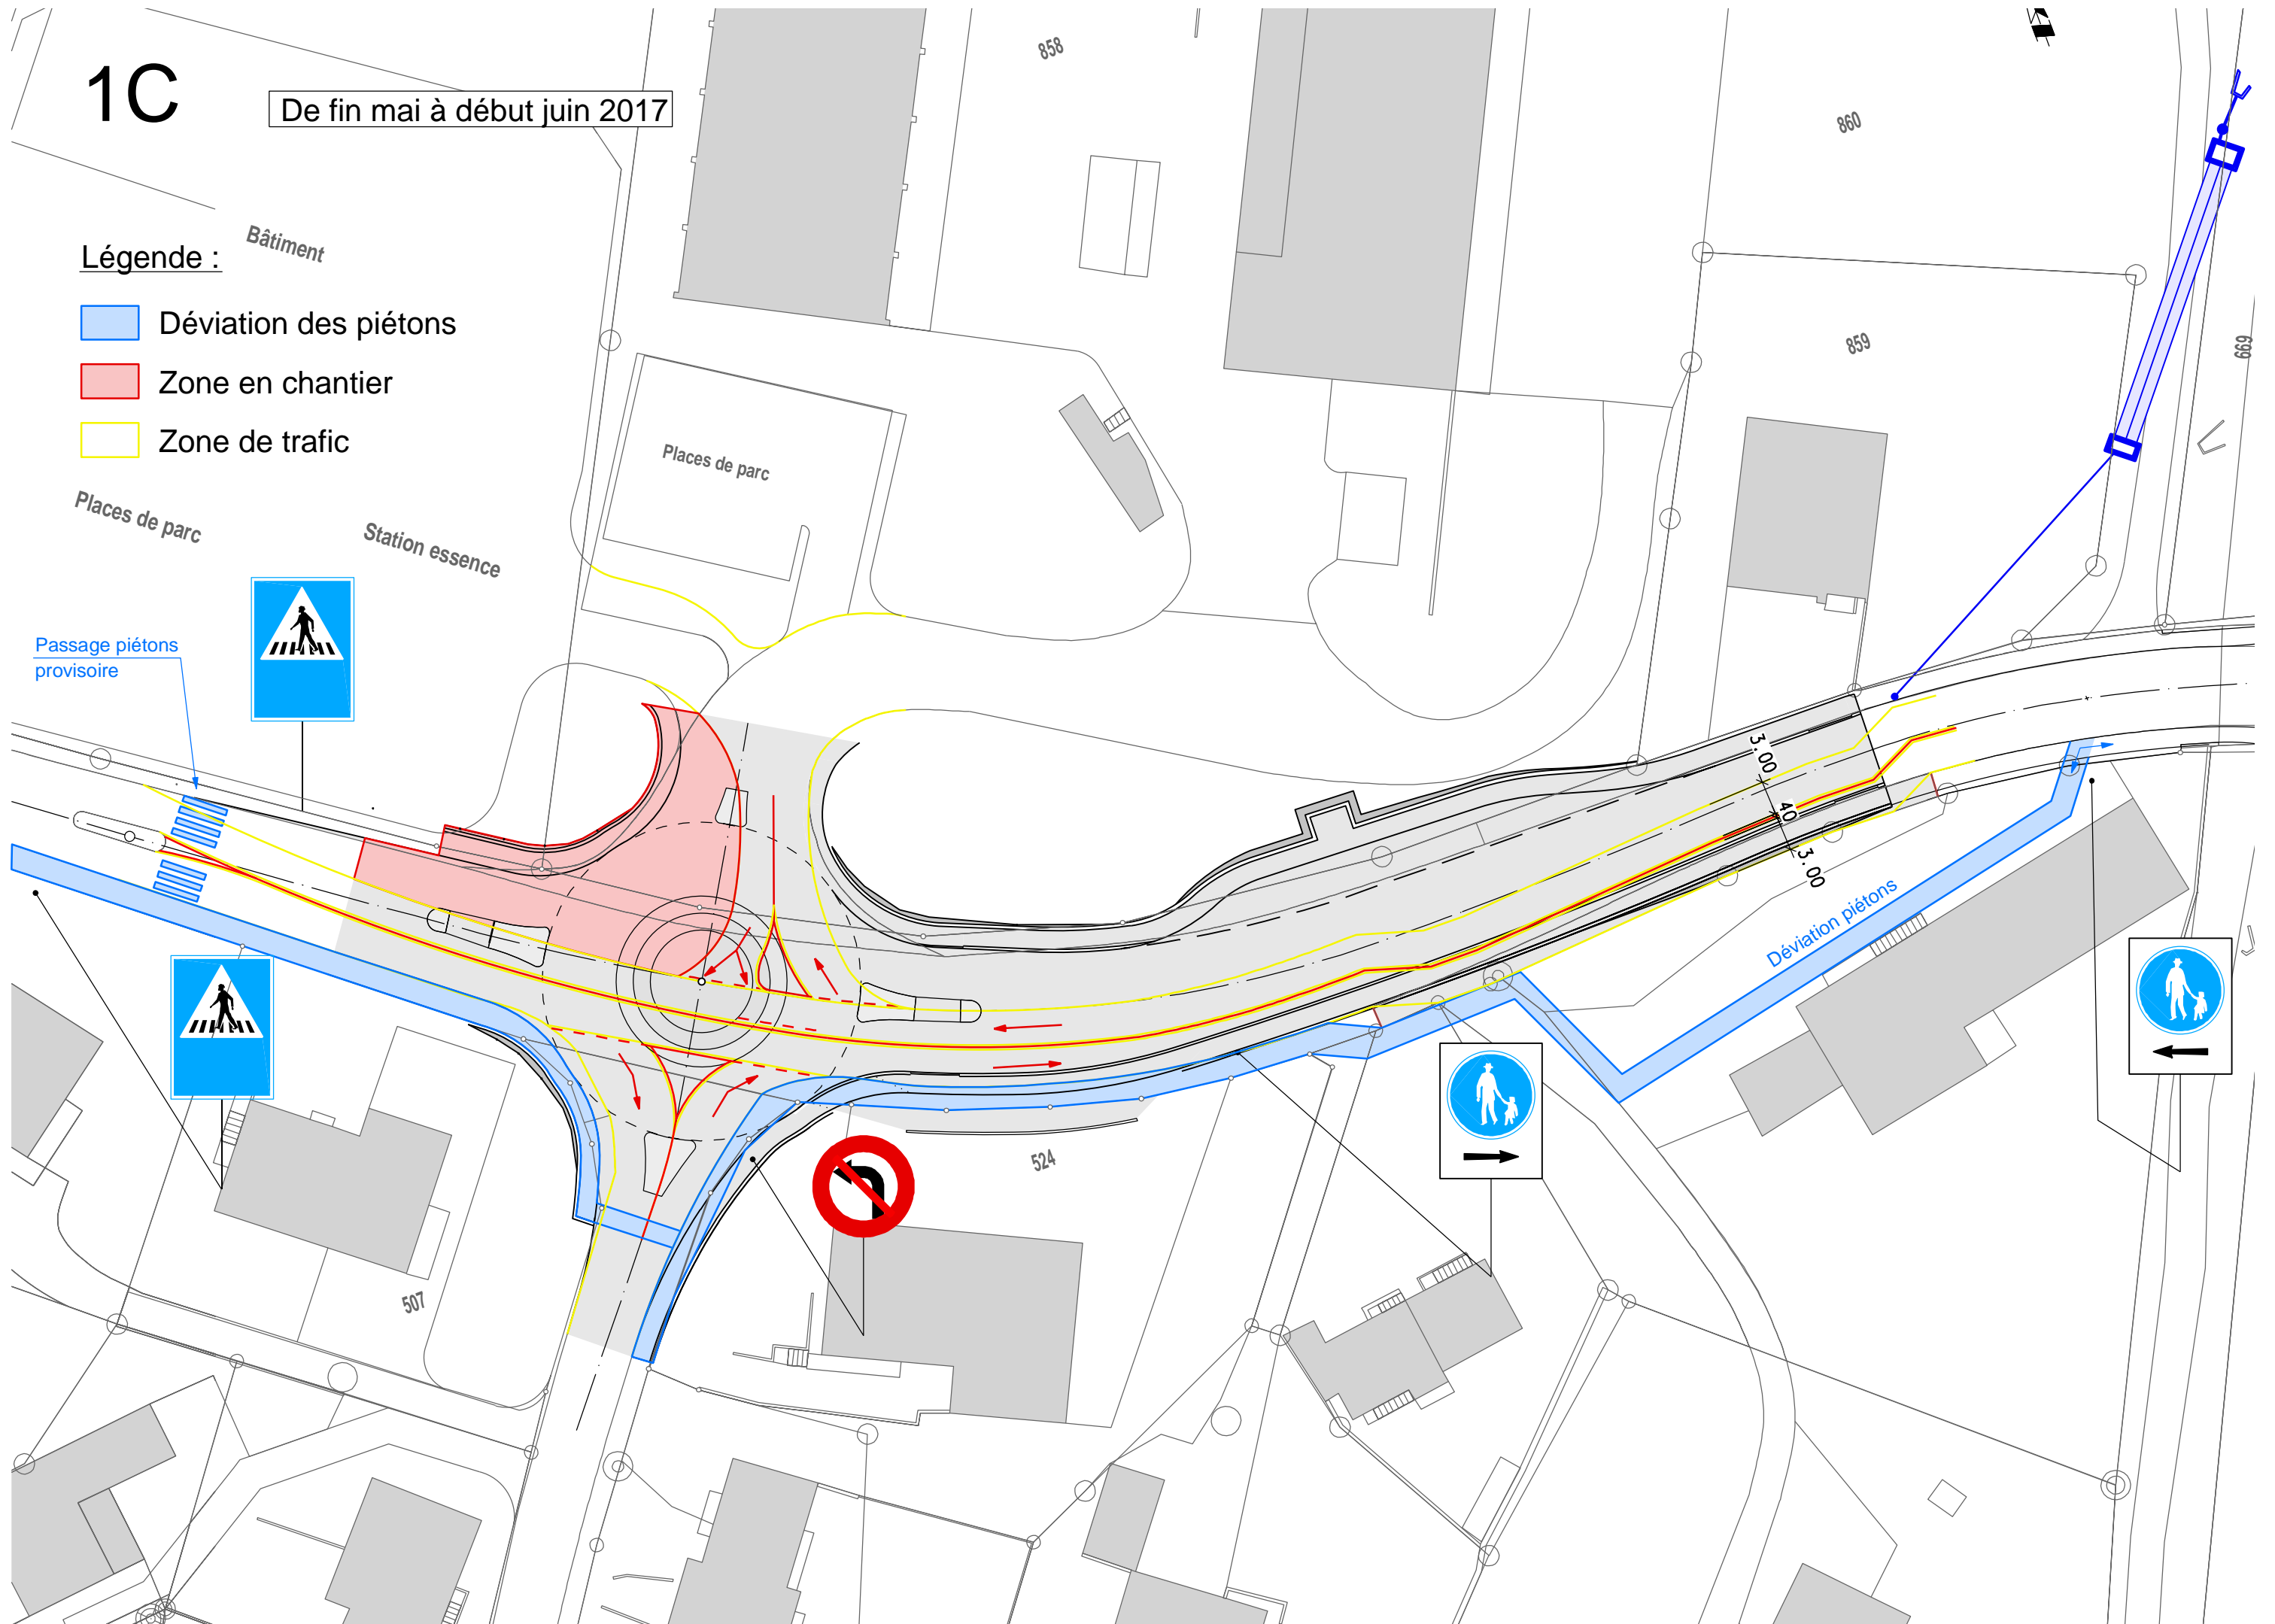 1C
De fin mai à début juin 2017
858
860
Bâtiment
Légende :
Déviation des piétons
Zone en chantier
Zone de trafic
859
669
Places de parc
Places de parc
Station essence
Passage piétons
provisoire
3.00
40
3.00
Déviation piétons
524
507